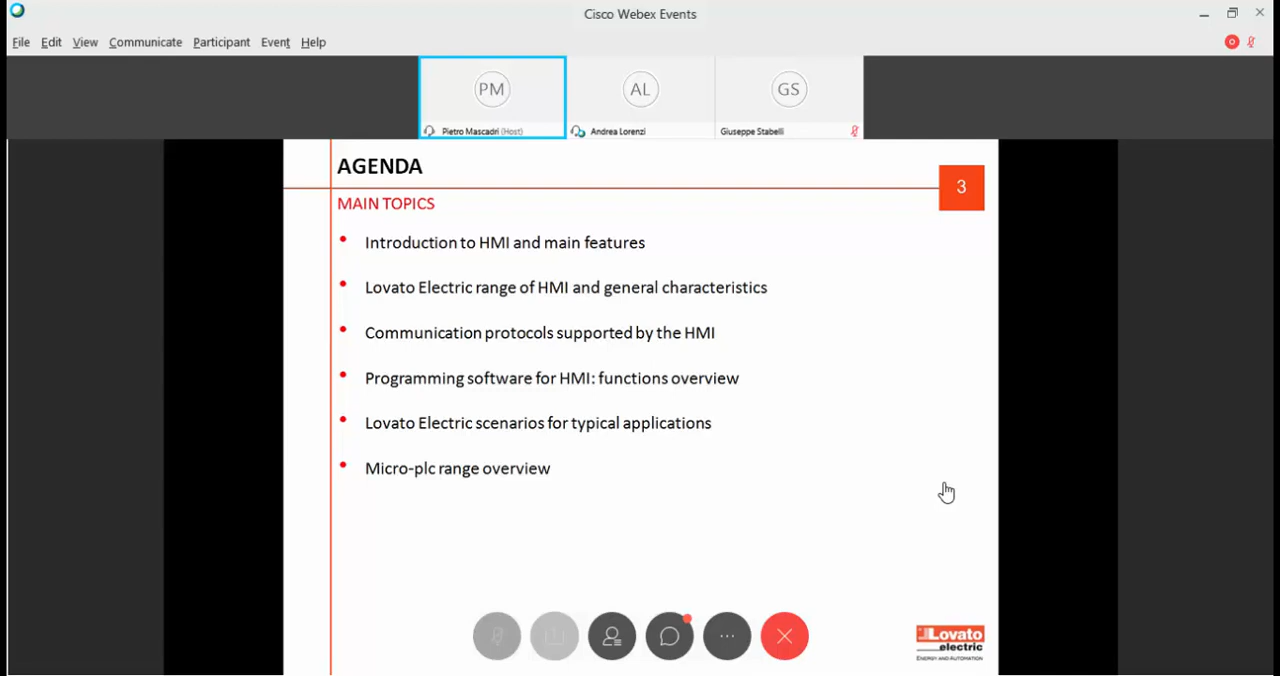 Cisco Webex Events
File Edit View Communicate Participant Event Help
PM
AL
GS
Pietro Mascadri (Host)
Andrea Lorenzi
Giuseppe Stabelli
AGENDA
3
MAIN TOPICS
• Introduction to HMI and main features
• Lovato Electric range of HMI and general characteristics
• Communication protocols supported by the HMI
• Programming software for HMI: functions overview
• Lovato Electric scenarios for typical applications
• Micro-plc range overview
Lovato
electric
ENERGY AND AUTOMATION